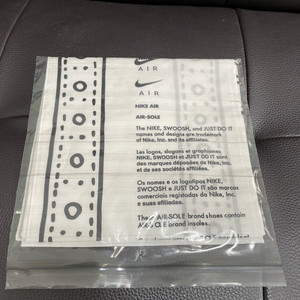 NIKE
AIR
AIR
NIKE AIR
AIR-SOLE
The NIKE, SWOOSH, and JUST DO IT
names and designs are trademark
of Nike, Inc. and its affiliates.
Les logos, slogans et graphismes
NIKE, SWOOSH et JUST DO IT sont
des marques déposées de Nike, Inc.
et de ses sociétés affiliées.
Os nomes e os logotipos NIKE,
SWOOSH e JUST DO IT são marcas
comerciais registadas da Nike, Inc.
e suas afiliadas.
The AIR-SOLE brand shoes contain
brand insoles.